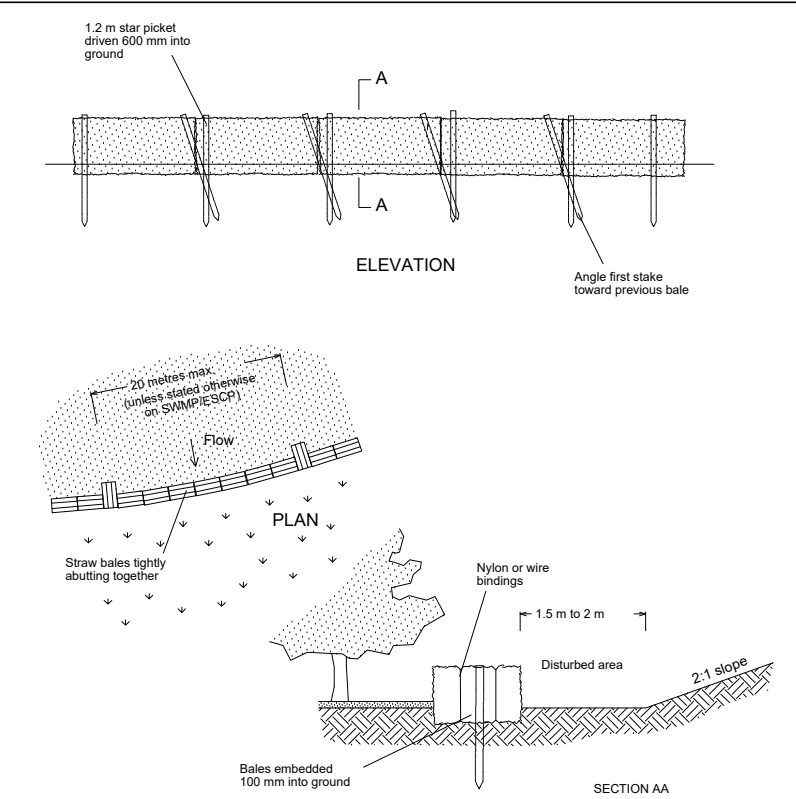 1.2 m star picket
driven 600 mm into
ground
A
A
ELEVATION
Angle first stake
toward previous bale
20 metres max.
(unless stated otherwise
on SWMP/ESCP)
Flow
PLAN
Straw bales tightly
abutting together
Nylon or wire
bindings
1.5 m to 2 m
Disturbed area
2:1 slope
Bales embedded
100 mm into ground
SECTION AA